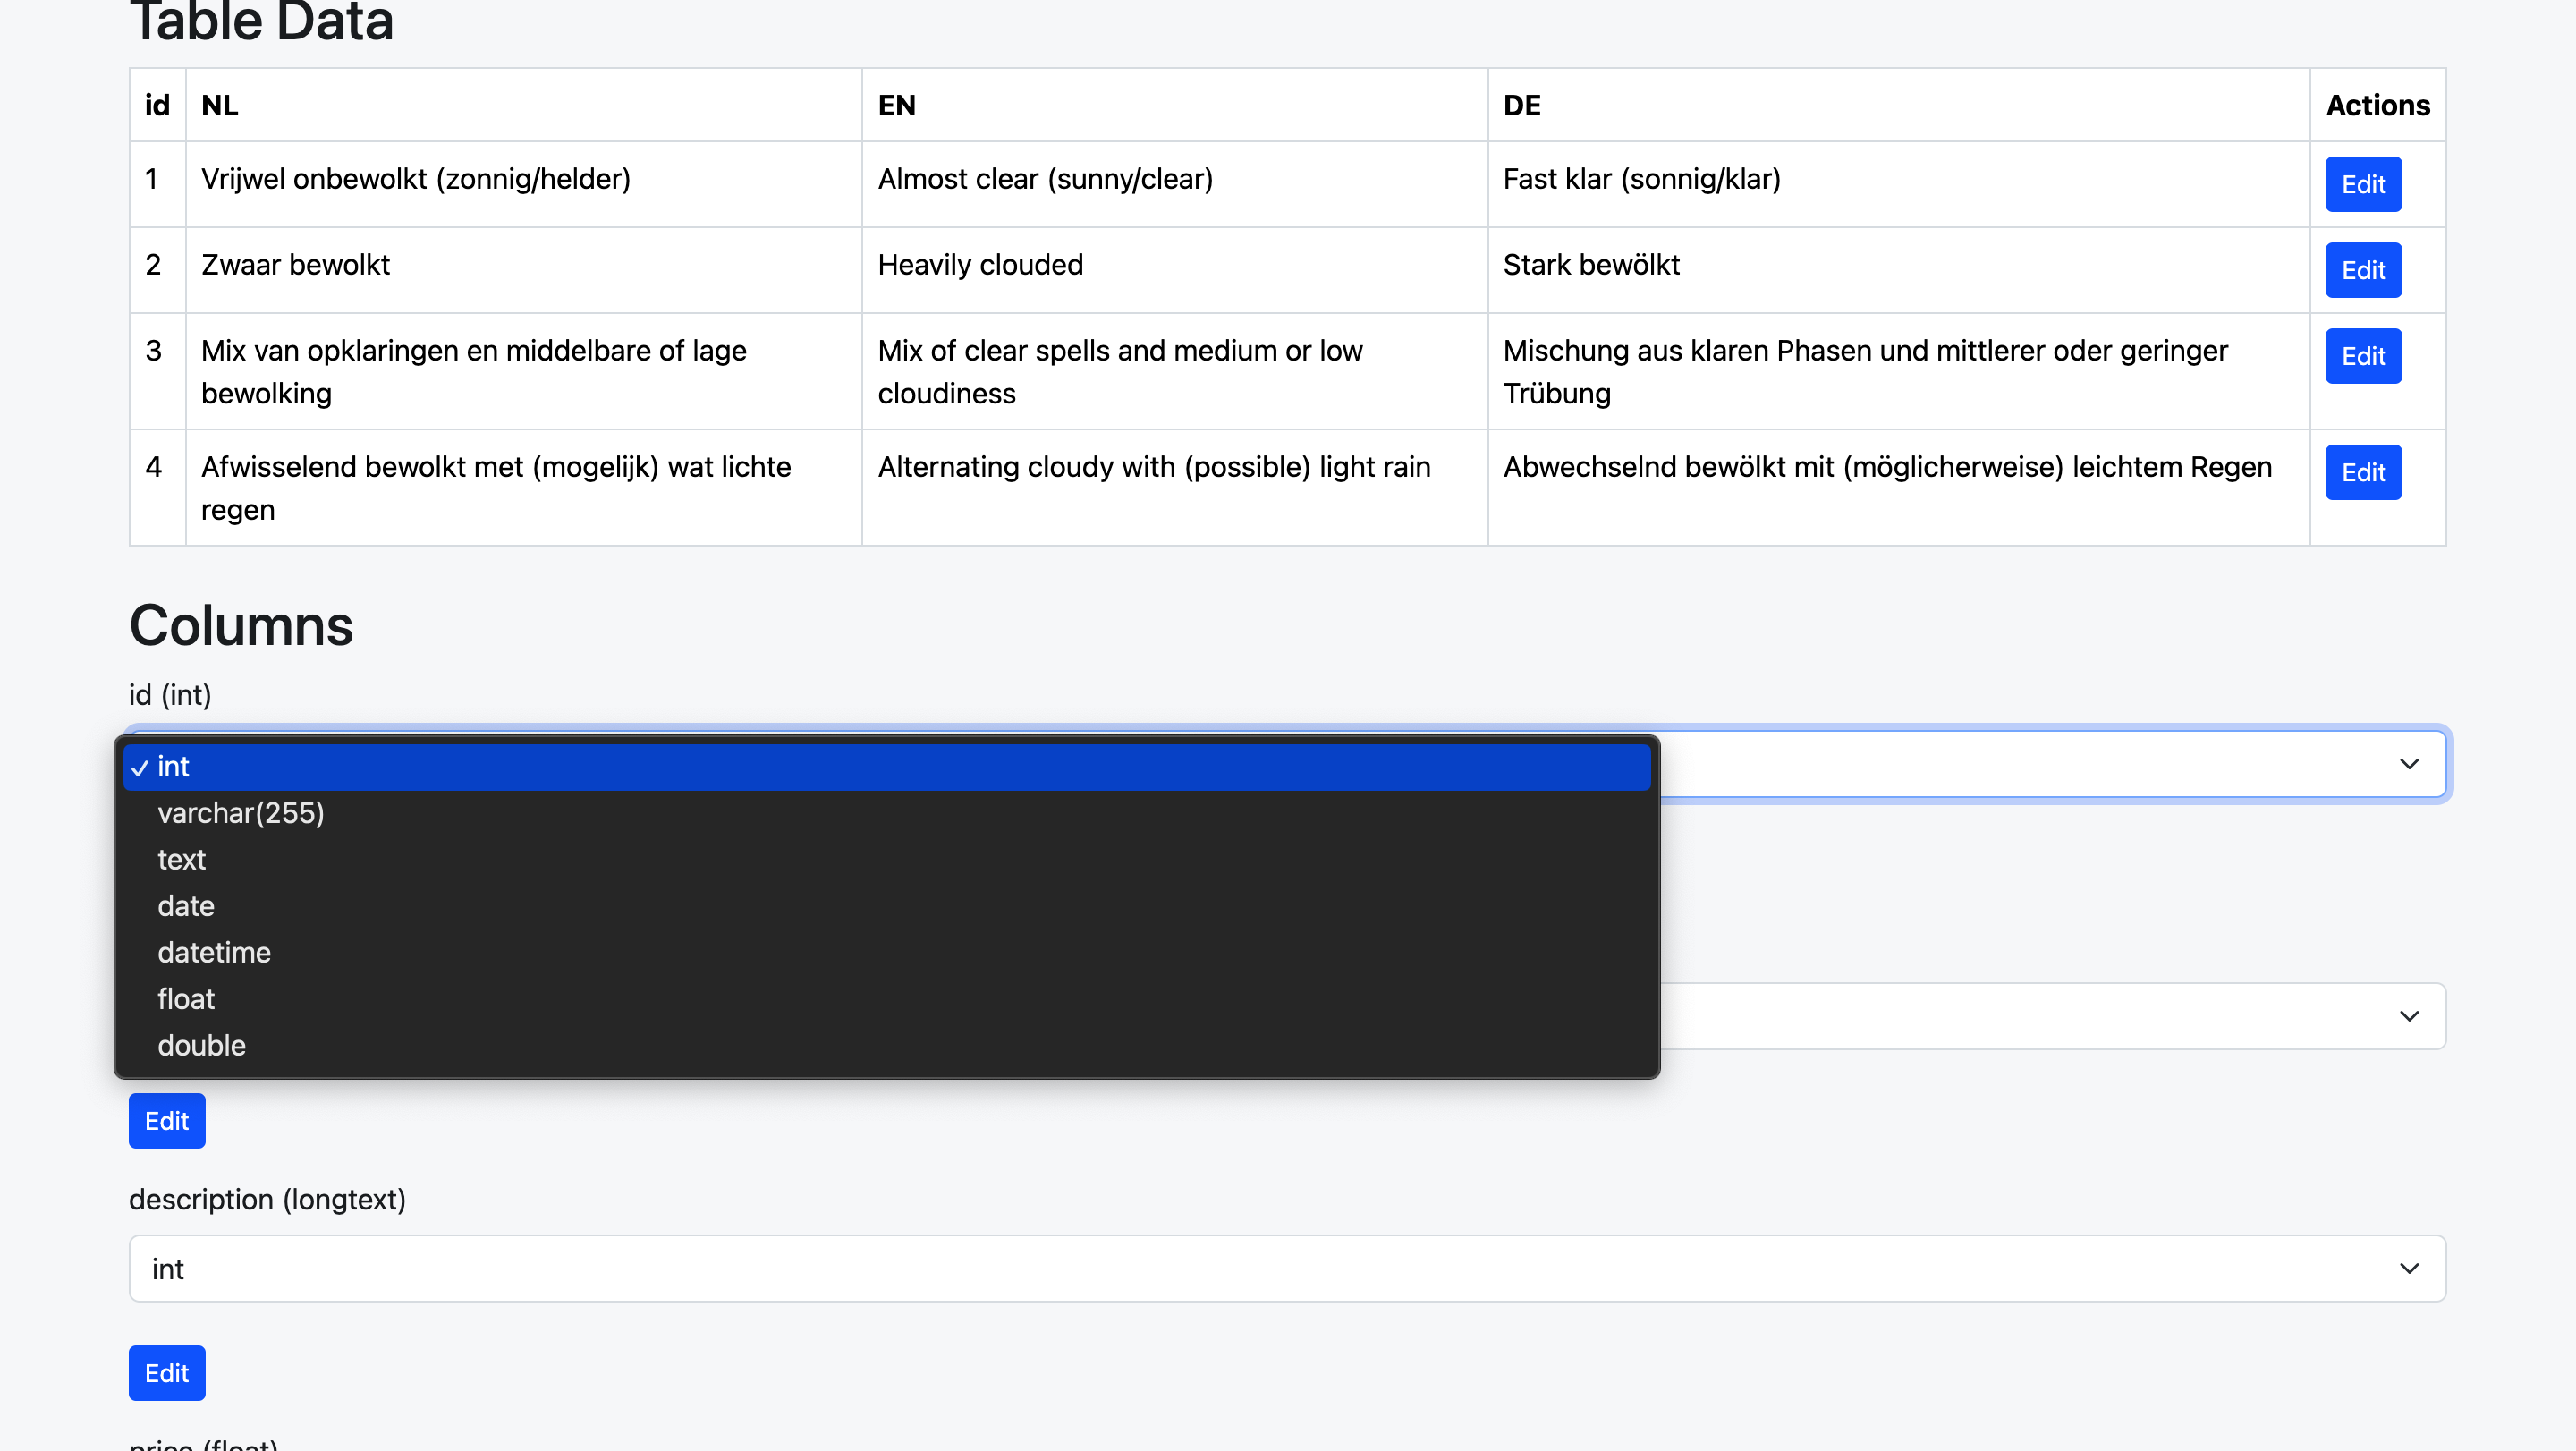 Table Data
id NL EN DE Actions
1 Vrijwel onbewolkt (zonnig/helder) Almost clear (sunny/clear) Fast klar (sonnig/klar) Edit
2 Zwaar bewolkt Heavily clouded Stark bewölkt Edit
3 Mix van opklaringen en middelbare of lage Mix of clear spells and medium or low Mischung aus klaren Phasen und mittlerer oder geringer Edit
bewolking cloudiness Trübung
4 Afwisselend bewolkt met (mogelijk) wat lichte Alternating cloudy with (possible) light rain Abwechselnd bewölkt mit (möglicherweise) leichtem Regen Edit
regen
Columns
id (int)
✓ int
varchar(255)
text
date
datetime
float
double
Edit
description (longtext)
int
Edit
price (float)